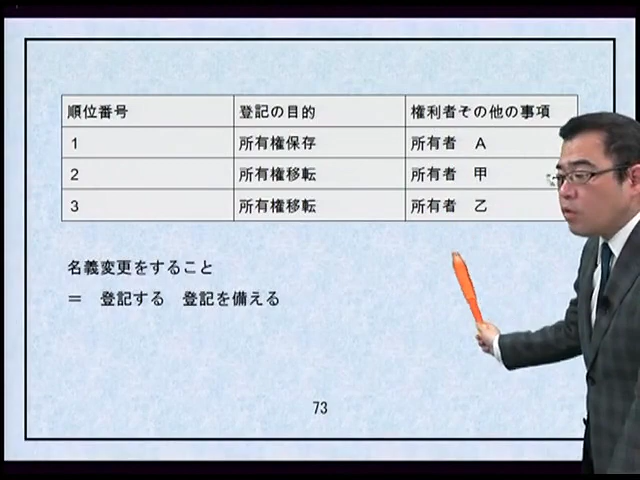 順位番号 登記の目的 権利者その他の事項
1 所有権保存 所有者 A
2 所有権移転 所有者 甲
3 所有権移転 所有者 乙
名義変更をすること
＝ 登記する 登記を備える
73